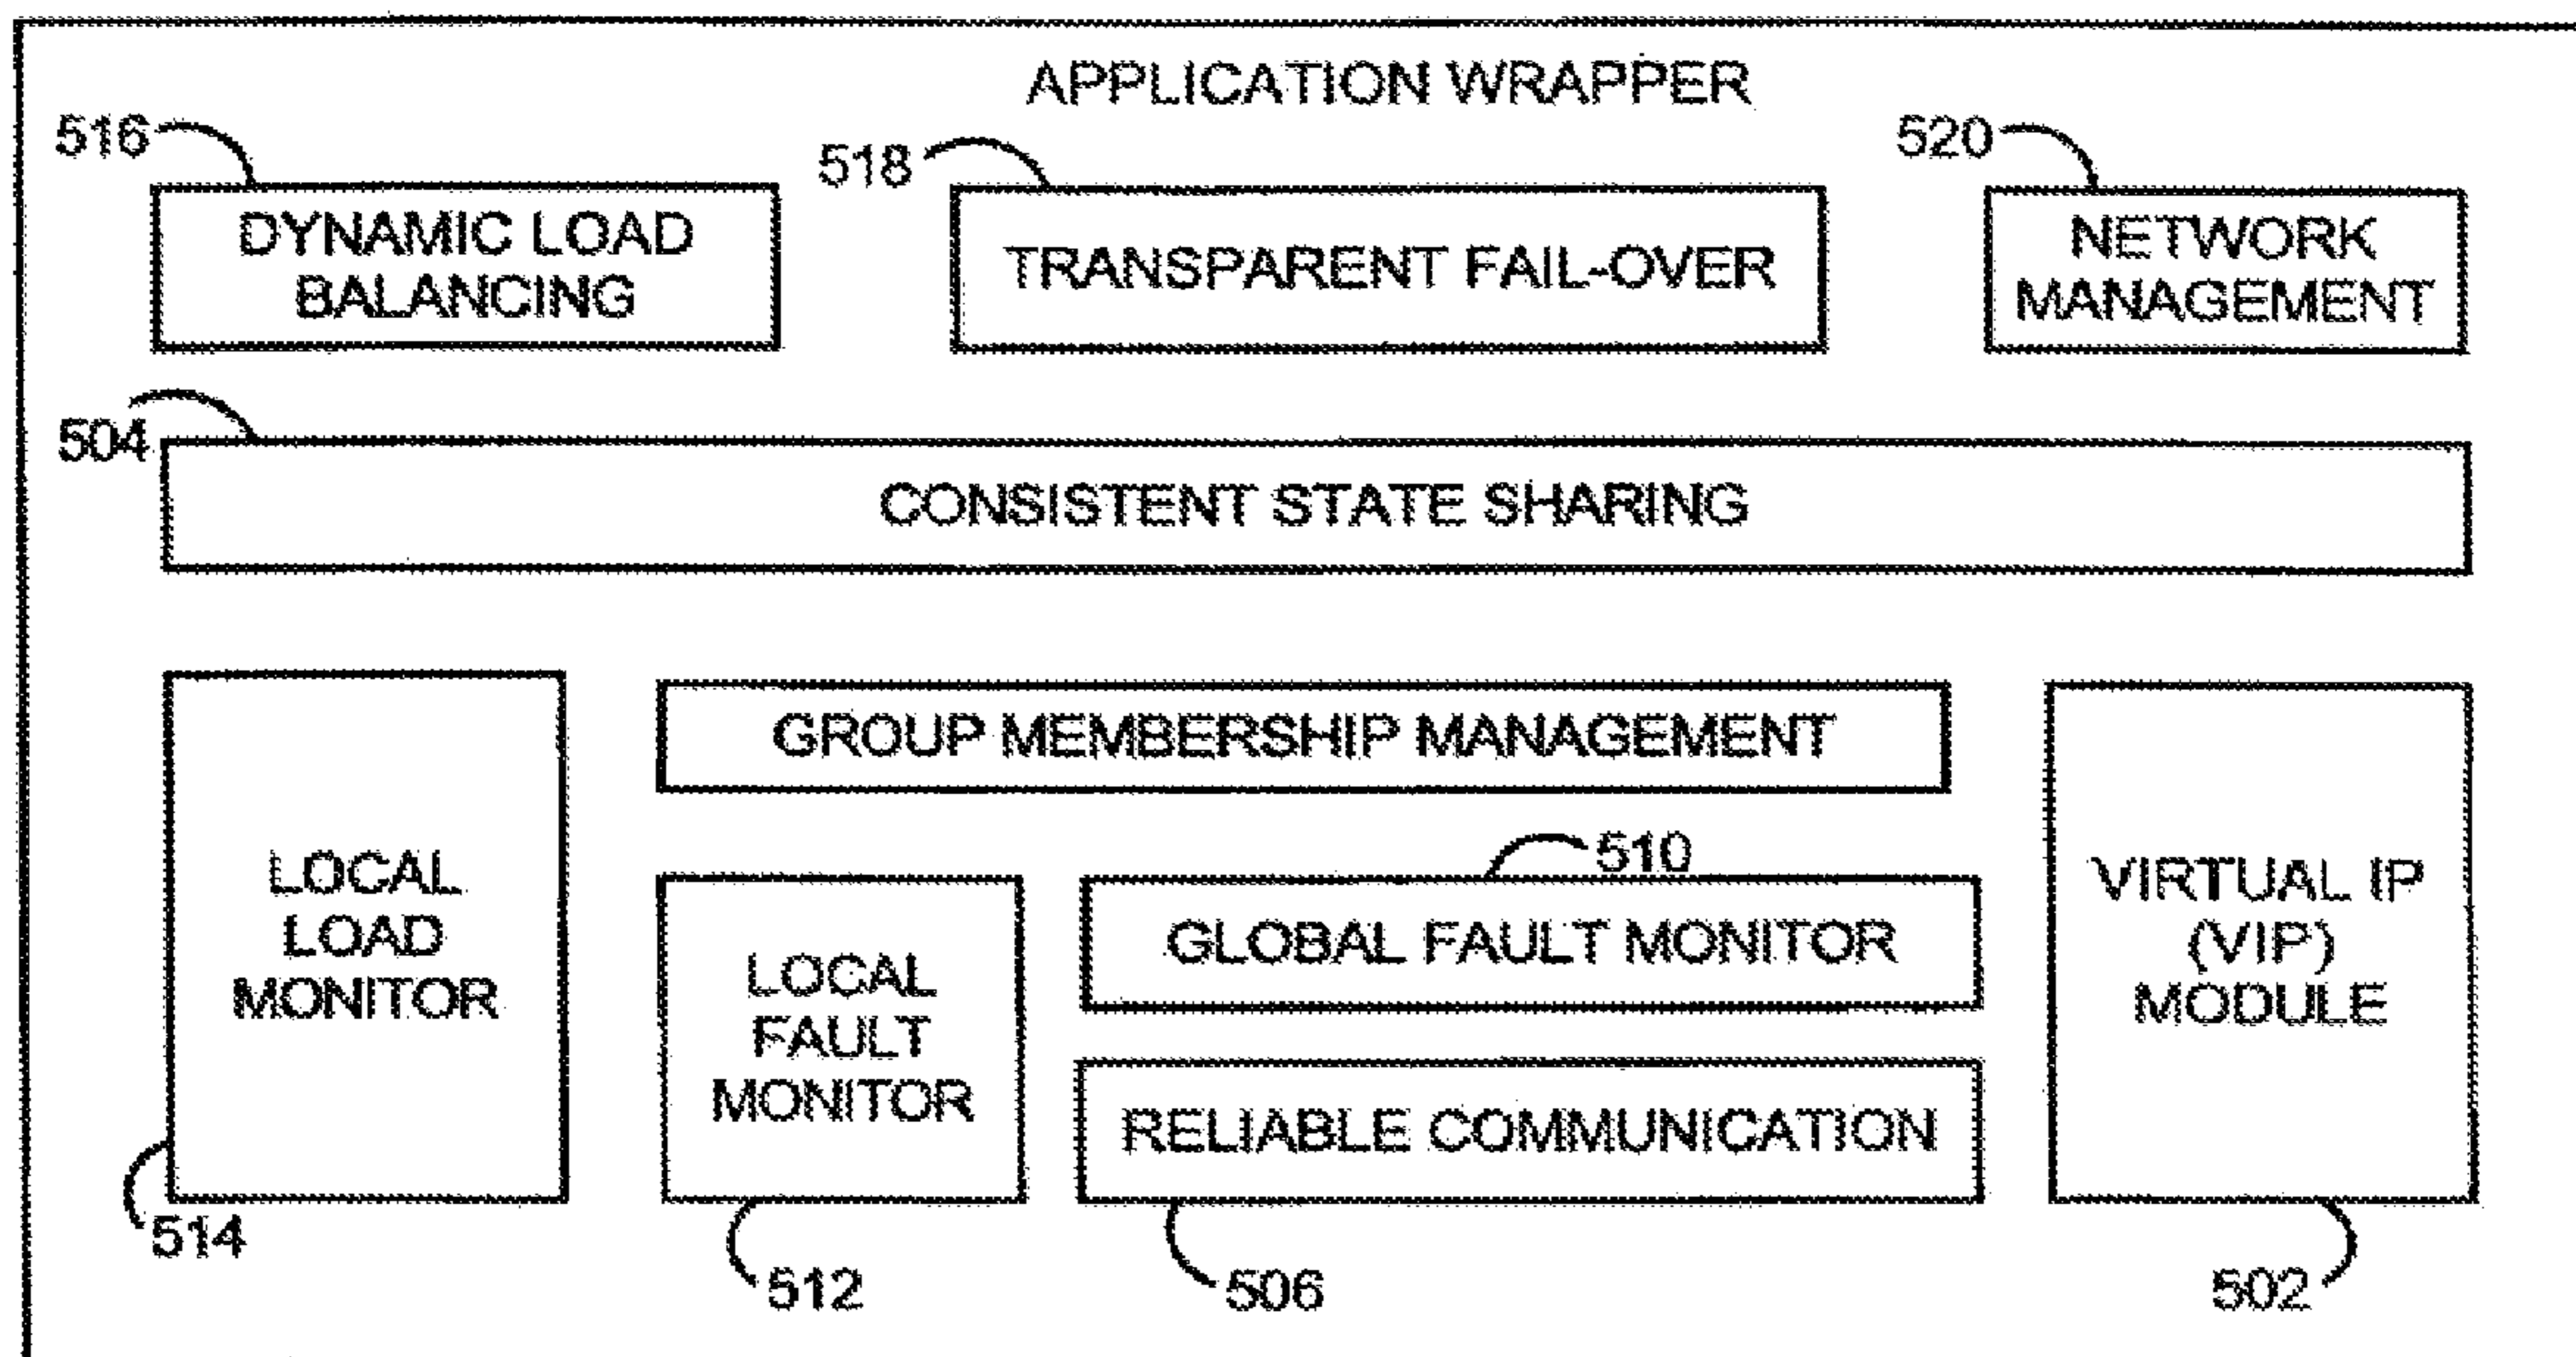 APPLICATION WRAPPER
516
518
520
DYNAMIC LOAD
BALANCING
TRANSPARENT FAIL-OVER
NETWORK
MANAGEMENT
504
CONSISTENT STATE SHARING
GROUP MEMBERSHIP MANAGEMENT
LOCAL
LOAD
MONITOR
510
GLOBAL FAULT MONITOR
LOCAL
FAULT
MONITOR
RELIABLE COMMUNICATION
VIRTUAL IP
(VIP)
MODULE
514
512
506
502